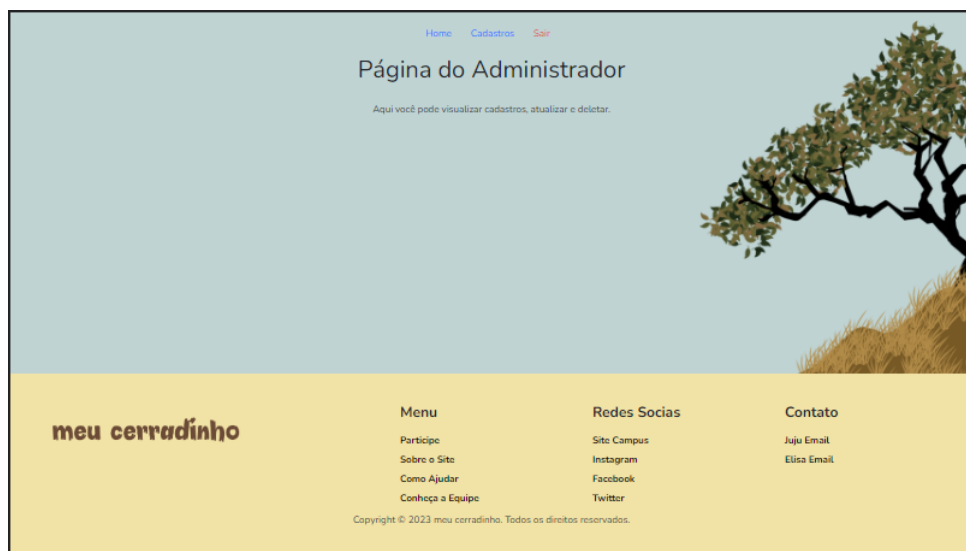 Home Cadastros Sair
Página do Administrador
Aqui você pode visualizar cadastros, atualizar e deletar.
meu cerradinho
Menu
Participe
Sobre o Site
Como Ajudar
Conheça a Equipe
Redes Socias
Site Campus
Instagram
Facebook
Twitter
Contato
Juju Email
Elisa Email
Copyright © 2023 meu cerradinho. Todos os direitos reservados.